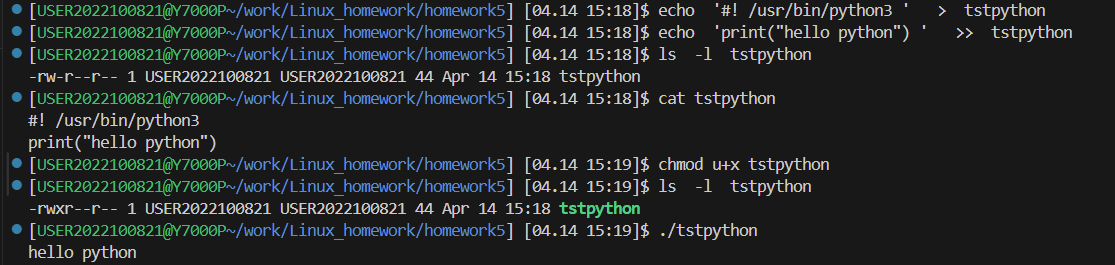 [USER2022100821@Y7000P~/work/Linux_homework/homework5] [04.14 15:18]$ echo  '#! /usr/bin/python3 '   >  tstpython
[USER2022100821@Y7000P~/work/Linux_homework/homework5] [04.14 15:18]$ echo  'print("hello python") '   >>  tstpython
[USER2022100821@Y7000P~/work/Linux_homework/homework5] [04.14 15:18]$ ls  -l  tstpython
-rw-r--r-- 1 USER2022100821 USER2022100821 44 Apr 14 15:18 tstpython
[USER2022100821@Y7000P~/work/Linux_homework/homework5] [04.14 15:18]$ cat tstpython
#! /usr/bin/python3
print("hello python")
[USER2022100821@Y7000P~/work/Linux_homework/homework5] [04.14 15:19]$ chmod u+x tstpython
[USER2022100821@Y7000P~/work/Linux_homework/homework5] [04.14 15:19]$ ls  -l  tstpython
-rwxr--r-- 1 USER2022100821 USER2022100821 44 Apr 14 15:18 tstpython
[USER2022100821@Y7000P~/work/Linux_homework/homework5] [04.14 15:19]$ ./tstpython
hello python